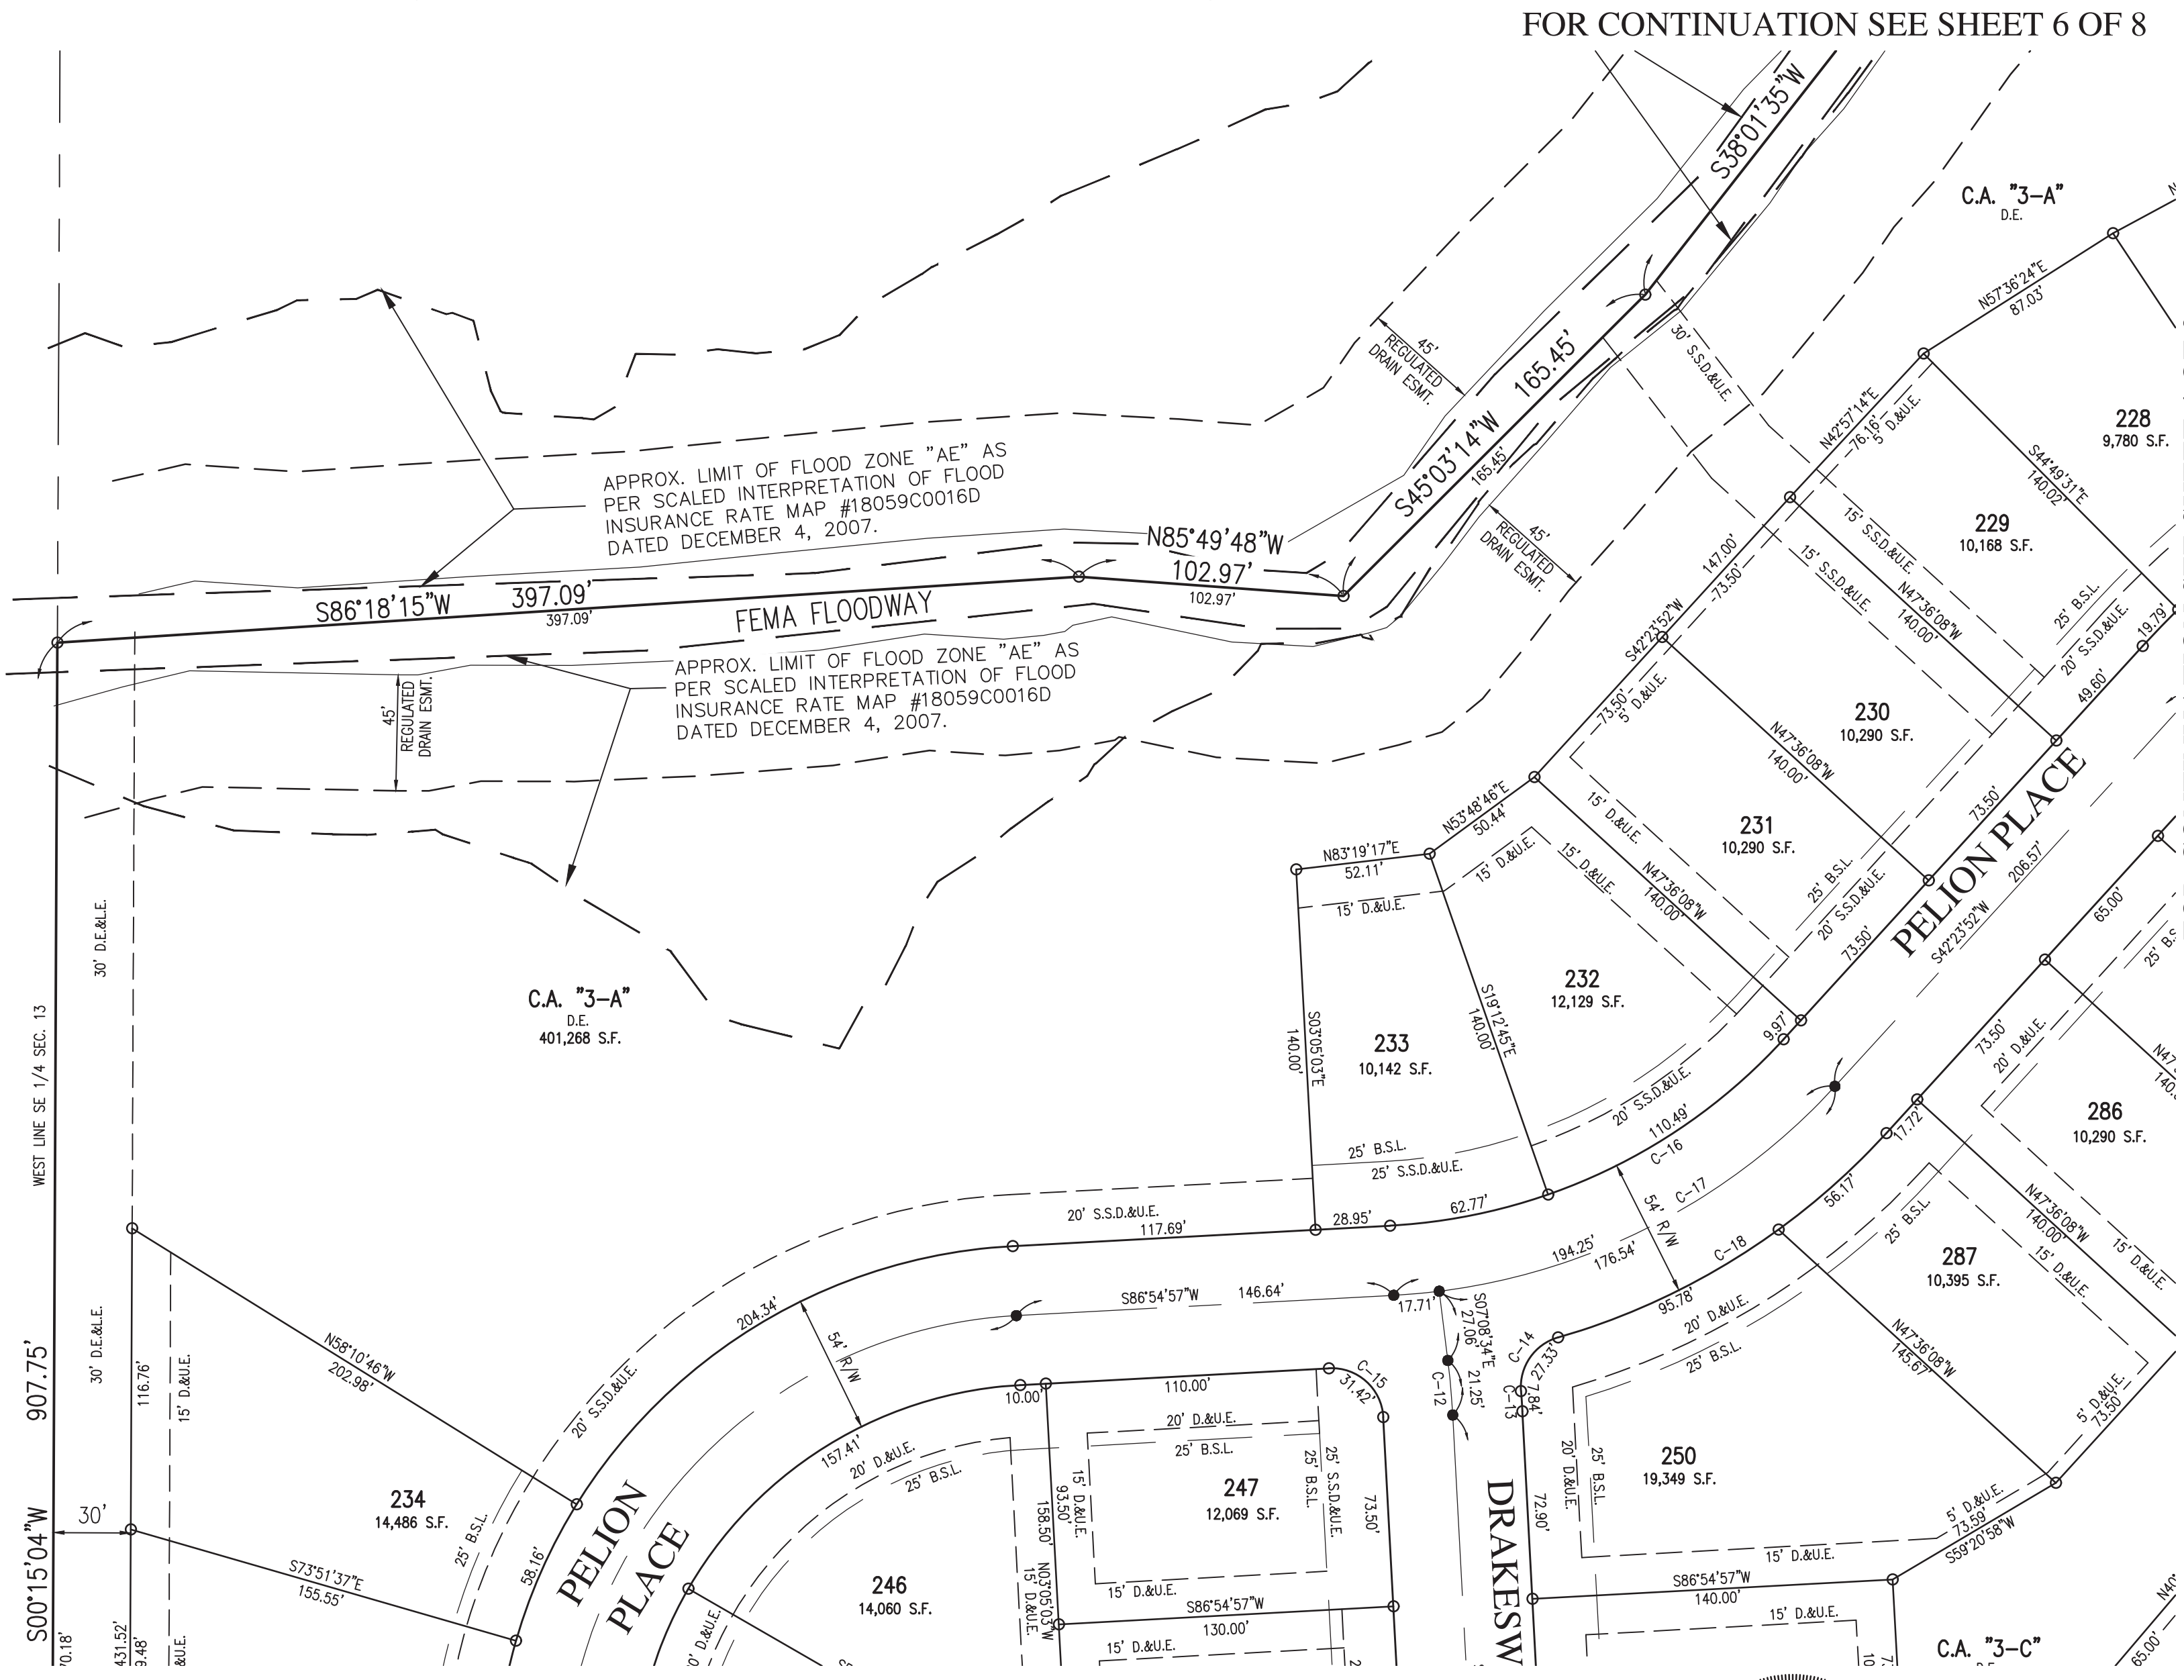 FOR CONTINUATION SEE SHEET 6 OF 8
S38°01'35"W
C.A. "3-A"
D.E.
N57°36'24"E
87.03'
45'
REGULATED
DRAIN ESMT.
30' S.S.D.&U.E.
165.45'
S45°03'14"W
165.45'
N42°57'14"E
76.16'
5' D.&U.E.
228
9,780 S.F.
S44°49'31"E
140.02'
APPROX. LIMIT OF FLOOD ZONE "AE" AS
PER SCALED INTERPRETATION OF FLOOD
INSURANCE RATE MAP #18059C0016D
DATED DECEMBER 4, 2007.
N85°49'48"W
102.97'
102.97'
S86°18'15"W
397.09'
397.09'
FEMA FLOODWAY
45'
REGULATED
DRAIN ESMT.
15' S.S.D.&U.E.
229
10,168 S.F.
15' S.S.D.&U.E.
147.00'
73.50'
S42°23'52"W
N47°36'08"W
140.00'
25' B.S.L.
20' S.S.D.&U.E.
19.79'
49.60'
APPROX. LIMIT OF FLOOD ZONE "AE" AS
PER SCALED INTERPRETATION OF FLOOD
INSURANCE RATE MAP #18059C0016D
DATED DECEMBER 4, 2007.
45'
REGULATED
DRAIN ESMT.
73.50'
5' D.&U.E.
230
10,290 S.F.
N47°36'08"W
140.00'
PELION PLACE
73.50'
206.57'
S42°23'52"W
N53°48'46"E
50.44'
15' D.&U.E.
231
10,290 S.F.
25' B.S.L.
20' S.S.D.&U.E.
73.50'
N83°19'17"E
52.11'
15' D.&U.E.
15' D.&U.E.
15' D.&U.E.
N47°36'08"W
140.00'
65.00'
25' B.S
30' D.E.&L.E.
C.A. "3-A"
D.E.
401,268 S.F.
232
12,129 S.F.
S19°12'45"E
140.00'
S03°05'03"E
140.00'
233
10,142 S.F.
9.97'
73.50'
20' D.&U.E.
N47°
140.
286
10,290 S.F.
WEST LINE SE 1/4 SEC. 13
20' S.S.D.&U.E.
110.49'
C-16
17.72'
25' B.S.L.
25' S.S.D.&U.E.
C-17
56.17'
25' B.S.L.
N47°36'08"W
140.00'
15' D.&U.E.
20' S.S.D.&U.E.
117.69'
28.95'
62.77'
54' R/W
194.25'
176.54'
C-18
287
10,395 S.F.
15' D.&U.E.
S86°54'57"W
146.64'
17.71'
S07°08'34"E
27.06'
21.25'
C-12
95.78'
20' D.&U.E.
25' B.S.L.
204.34'
54' R/W
30' D.E.&L.E.
116.76'
15' D.&U.E.
N58°10'46"W
202.98'
907.75'
S00°15'04"W
20' S.S.D.&U.E.
10.00'
110.00'
C-15
31.42'
C-14
27.33'
C-13
7.84'
N47°36'08"W
145.67'
5' D.&U.E.
73.50'
157.41'
20' D.&U.E.
25' B.S.L.
20' D.&U.E.
25' B.S.L.
25' B.S.L.
25' S.S.D.&U.E.
20' D.&U.E.
25' B.S.L.
250
19,349 S.F.
247
12,069 S.F.
15' D.&U.E.
93.50'
158.50'
N03°05'03"W
15' D.&U.E.
73.50'
72.90'
DRAKESW
234
14,486 S.F.
25' B.S.L.
PELION
PLACE
30'
S73°51'37"E
155.55'
58.16'
246
14,060 S.F.
15' D.&U.E.
S86°54'57"W
130.00'
15' D.&U.E.
15' D.&U.E.
5' D.&U.E.
73.59'
S59°20'58"W
S86°54'57"W
140.00'
15' D.&U.E.
C.A. "3-C"
65.00'
N40°
70.18'
431.52'
9.48'
&U.E.
0' D.&U.E.